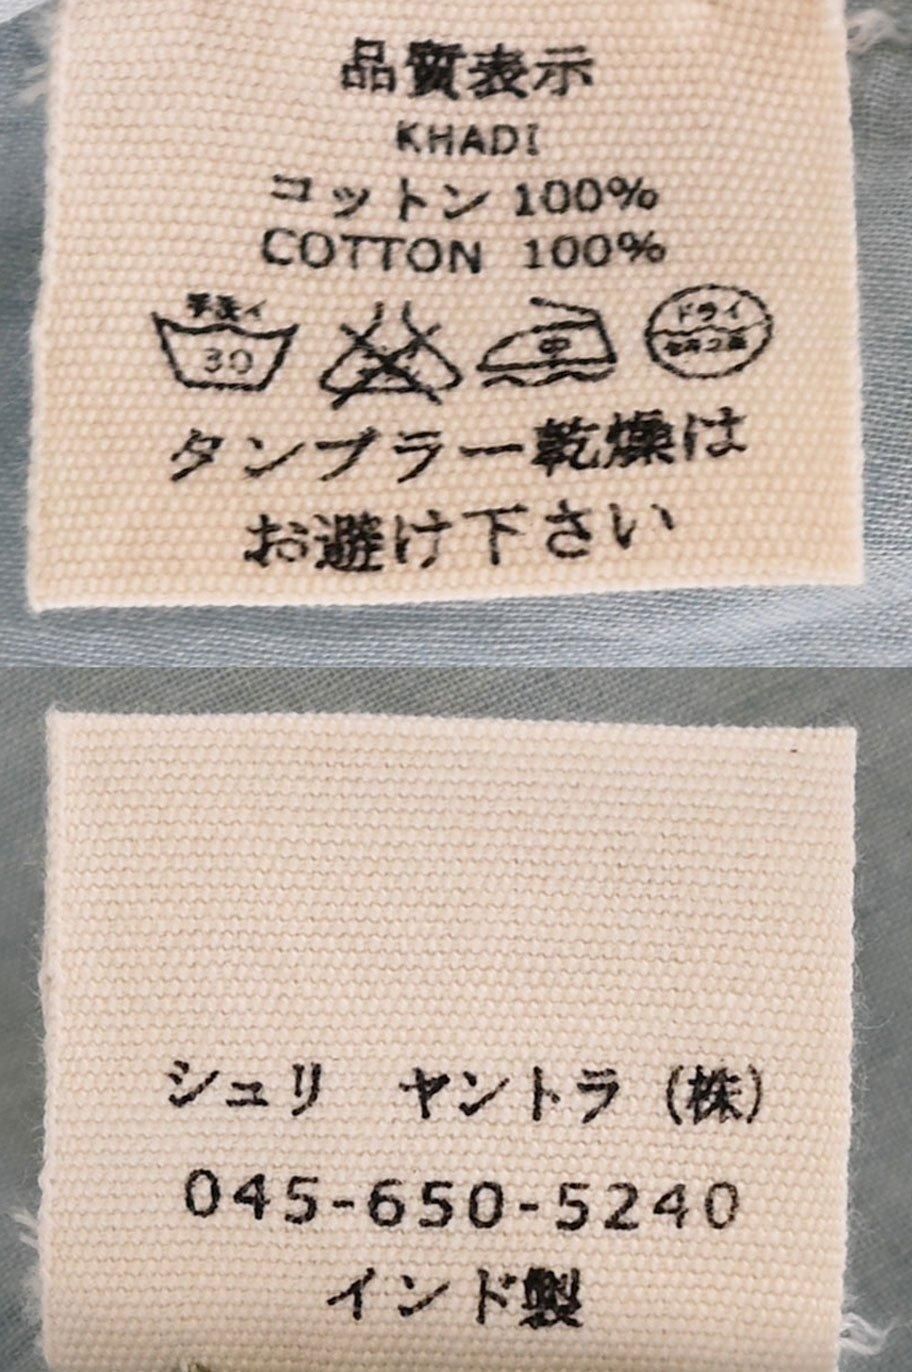 品質表示
KHADI
コットン 100%
COTTON 100%
手洗イ 30 中 ドライ
タンブラー乾燥は
お避け下さい
シュリ ヤントラ (株)
045-650-5240
インド製